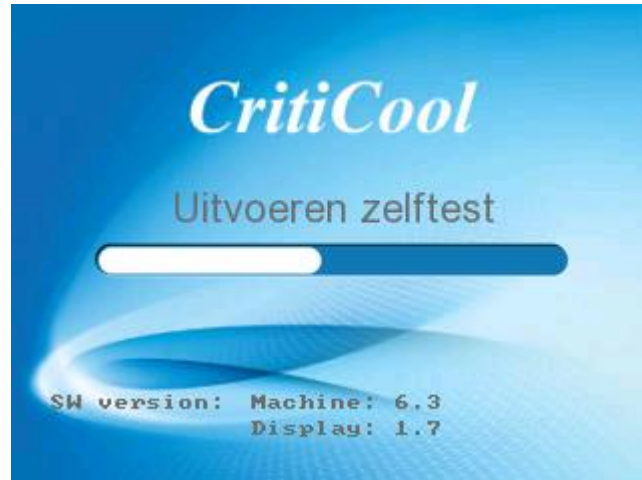 CritiCool
Uitvoeren zelftest
SW version: Machine: 6.3
Display: 1.7